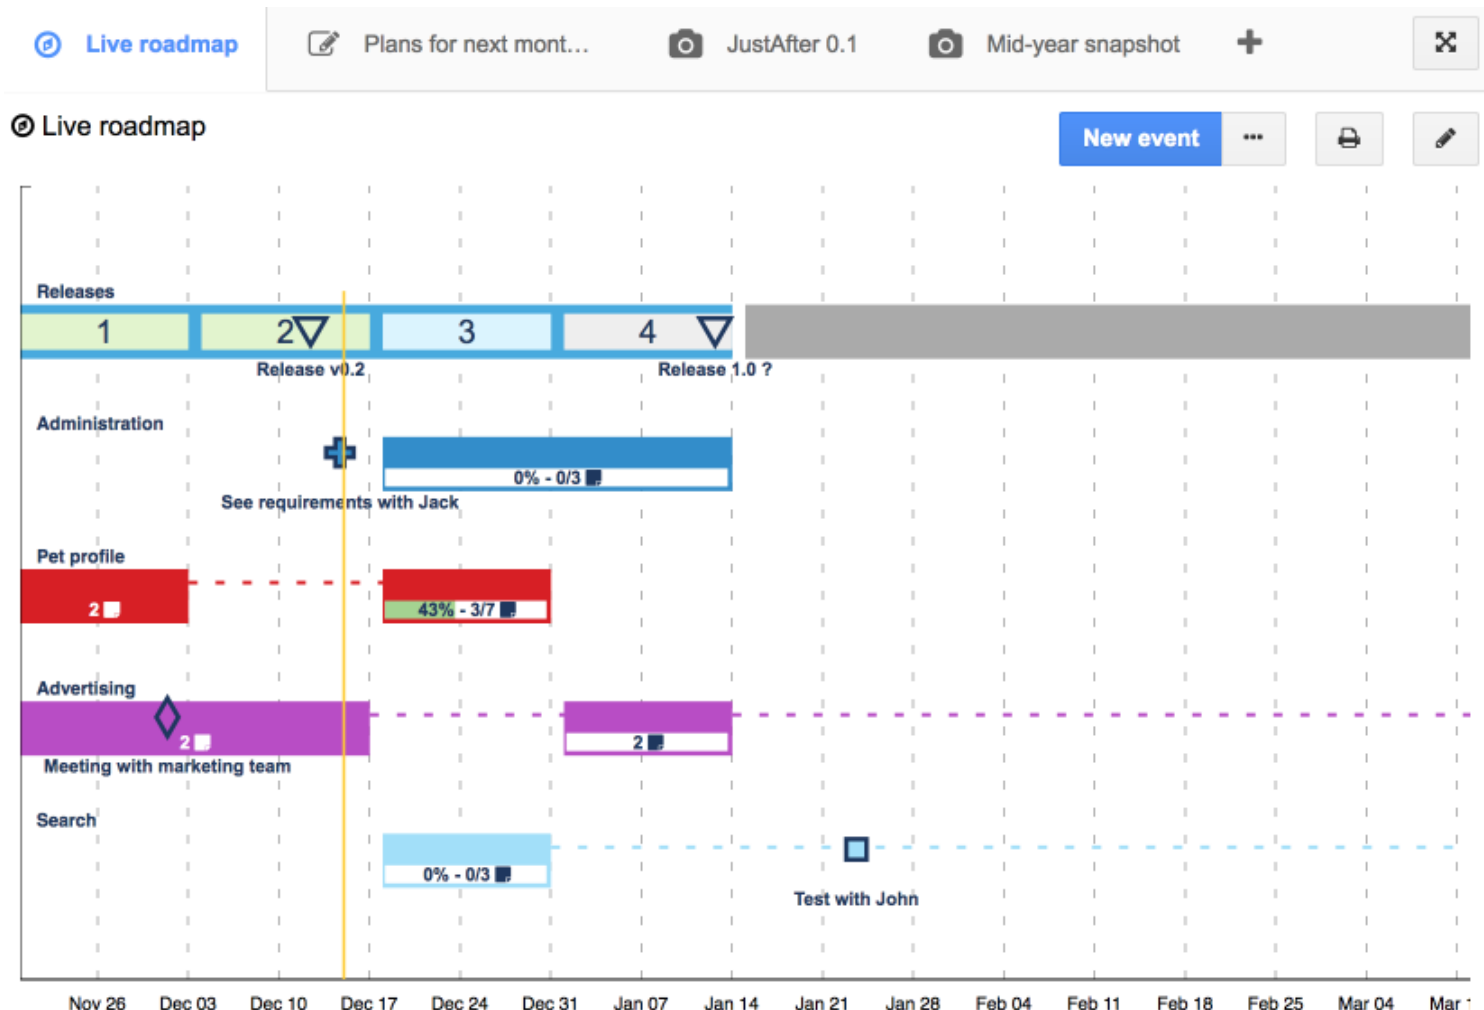 Live roadmap
Plans for next mont...
JustAfter 0.1
Mid-year snapshot
Live roadmap
New event
Releases
1 2 3 4
Release v0.2
Release 1.0 ?
Administration
0% - 0/3
See requirements with Jack
Pet profile
2
43% - 3/7
Advertising
2
2
Meeting with marketing team
Search
0% - 0/3
Test with John
Nov 26 Dec 03 Dec 10 Dec 17 Dec 24 Dec 31 Jan 07 Jan 14 Jan 21 Jan 28 Feb 04 Feb 11 Feb 18 Feb 25 Mar 04 Mar